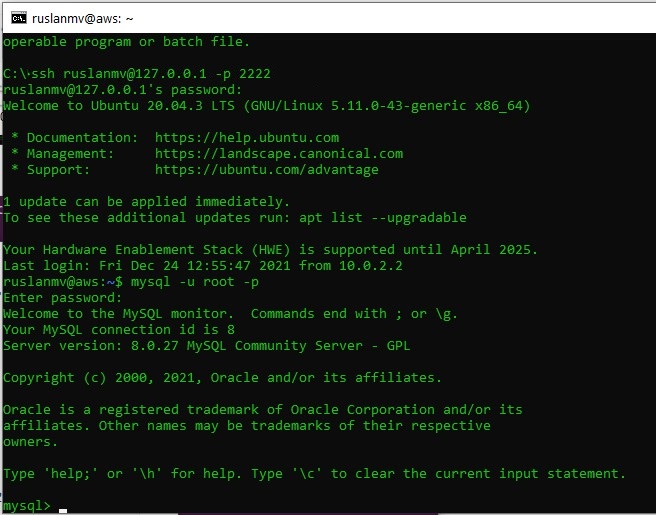 ruslanmv@aws: ~
operable program or batch file.
C:\>ssh ruslanmv@127.0.0.1 -p 2222
ruslanmv@127.0.0.1's password:
Welcome to Ubuntu 20.04.3 LTS (GNU/Linux 5.11.0-43-generic x86_64)
* Documentation:  https://help.ubuntu.com
* Management:     https://landscape.canonical.com
* Support:        https://ubuntu.com/advantage
1 update can be applied immediately.
To see these additional updates run: apt list --upgradable
Your Hardware Enablement Stack (HWE) is supported until April 2025.
Last login: Fri Dec 24 12:55:47 2021 from 10.0.2.2
ruslanmv@aws:~$ mysql -u root -p
Enter password:
Welcome to the MySQL monitor.  Commands end with ; or \g.
Your MySQL connection id is 8
Server version: 8.0.27 MySQL Community Server - GPL
Copyright (c) 2000, 2021, Oracle and/or its affiliates.
Oracle is a registered trademark of Oracle Corporation and/or its
affiliates. Other names may be trademarks of their respective
owners.
Type 'help;' or '\h' for help. Type '\c' to clear the current input statement.
mysql> _